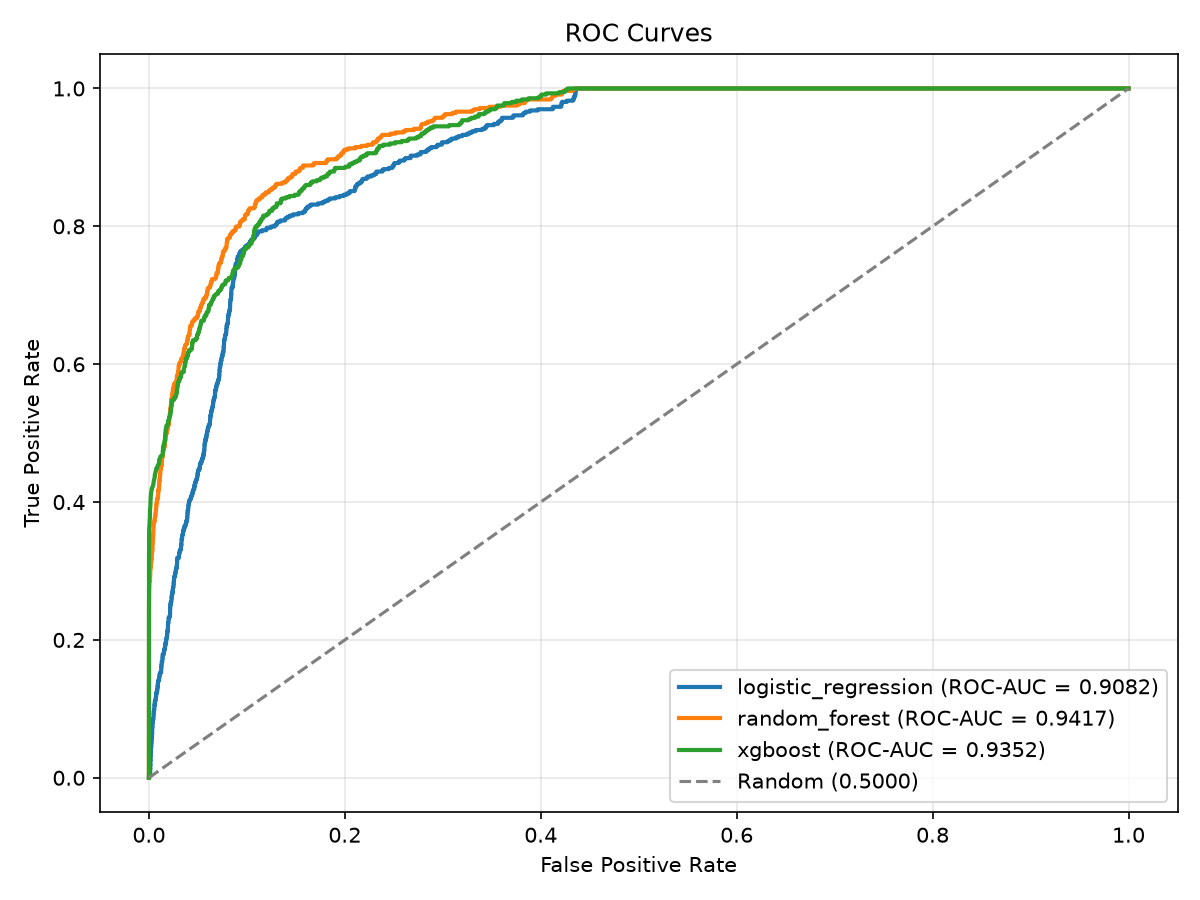 ROC Curves
True Positive Rate
1.0
0.8
0.6
0.4
0.2
0.0
0.0 0.2 0.4 0.6 0.8 1.0
False Positive Rate
logistic_regression (ROC-AUC = 0.9082)
random_forest (ROC-AUC = 0.9417)
xgboost (ROC-AUC = 0.9352)
Random (0.5000)